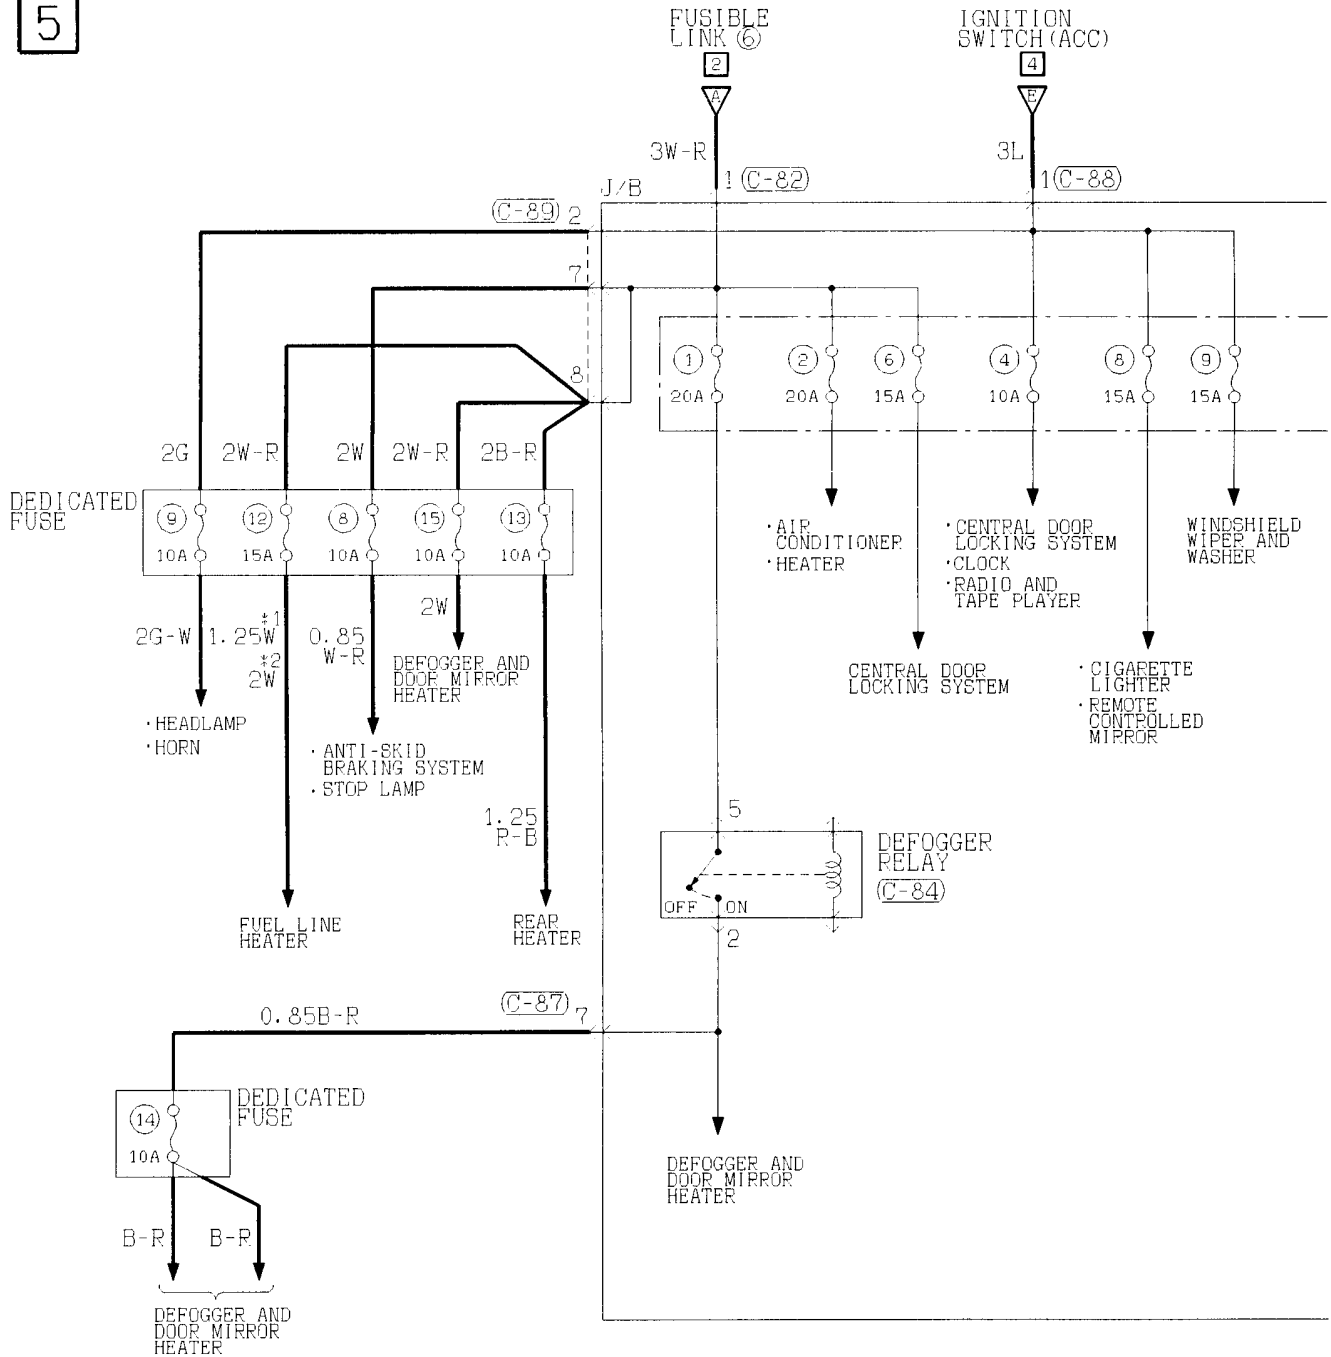 5
FUSIBLE
LINK ⑥
2
A
IGNITION
SWITCH (ACC)
4
E
3W-R
3L
1 (C-82)
1 (C-88)
J/B
(C-89) 2
7
8
① 20A
② 20A
⑥ 15A
④ 10A
⑧ 15A
⑨ 15A
2G
2W-R
2W
2W-R
2B-R
DEDICATED
FUSE
⑨ 10A
⑫ 15A
⑧ 10A
⑮ 10A
⑬ 10A
·AIR
CONDITIONER
·HEATER
·CENTRAL DOOR
LOCKING SYSTEM
·CLOCK
·RADIO AND
TAPE PLAYER
WINDSHIELD
WIPER AND
WASHER
2G-W
1.25W*1
*2
2W
0.85
W-R
2W
DEFOGGER AND
DOOR MIRROR
HEATER
CENTRAL DOOR
LOCKING SYSTEM
·CIGARETTE
LIGHTER
·REMOTE
CONTROLLED
MIRROR
·HEADLAMP
·HORN
·ANTI-SKID
BRAKING SYSTEM
·STOP LAMP
1.25
R-B
5
DEFOGGER
RELAY
(C-84)
OFF
ON
2
FUEL LINE
HEATER
REAR
HEATER
0.85B-R
(C-87) 7
DEDICATED
FUSE
⑭
10A
DEFOGGER AND
DOOR MIRROR
HEATER
B-R
B-R
DEFOGGER AND
DOOR MIRROR
HEATER